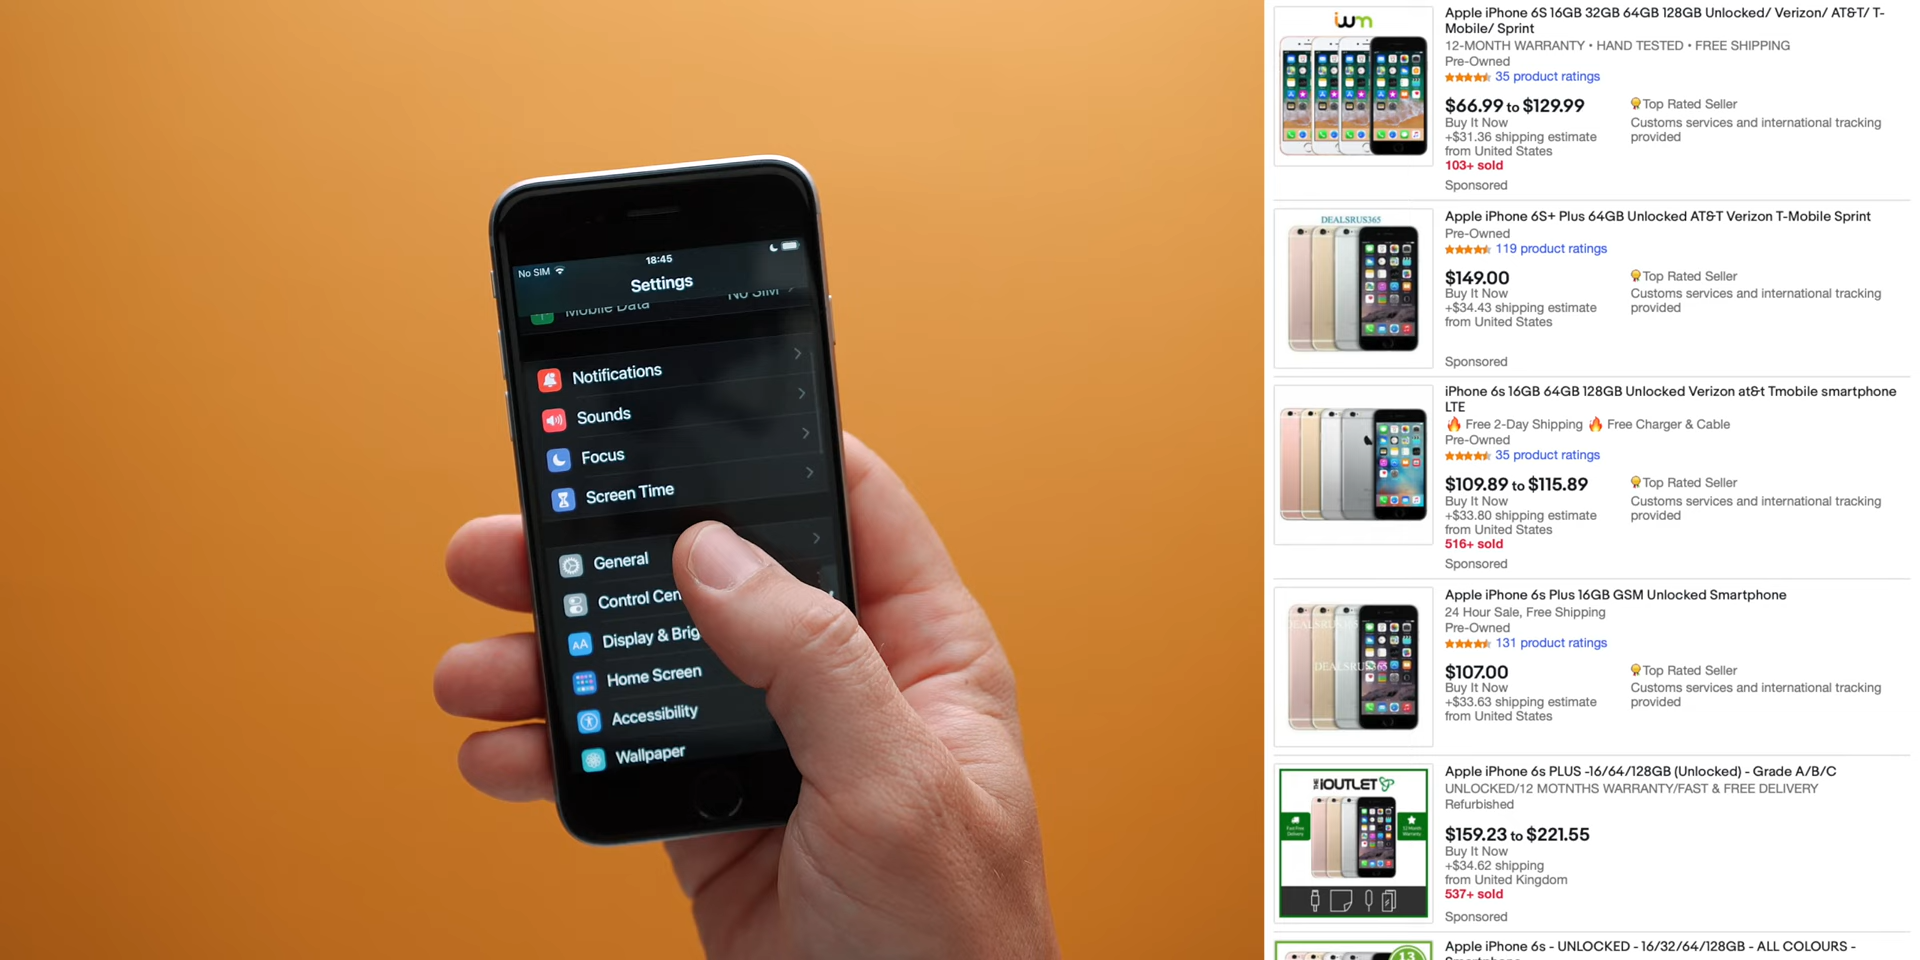 No SIM
18:45
Settings
Mobile Data
No SIM
Notifications
Sounds
Focus
Screen Time
General
Control Cen
Display & Brig
Home Screen
Accessibility
Wallpaper
iwm
Apple iPhone 6S 16GB 32GB 64GB 128GB Unlocked/ Verizon/ AT&T/ T-
Mobile/ Sprint
12-MONTH WARRANTY • HAND TESTED • FREE SHIPPING
Pre-Owned
35 product ratings
$66.99 to $129.99
Buy It Now
+$31.36 shipping estimate
from United States
103+ sold
Sponsored
Top Rated Seller
Customs services and international tracking
provided
DEALSRUS365
Apple iPhone 6S+ Plus 64GB Unlocked AT&T Verizon T-Mobile Sprint
Pre-Owned
119 product ratings
$149.00
Buy It Now
+$34.43 shipping estimate
from United States
Sponsored
Top Rated Seller
Customs services and international tracking
provided
iPhone 6s 16GB 64GB 128GB Unlocked Verizon at&t Tmobile smartphone
LTE
🔥 Free 2-Day Shipping 🔥 Free Charger & Cable
Pre-Owned
35 product ratings
$109.89 to $115.89
Buy It Now
+$33.80 shipping estimate
from United States
516+ sold
Sponsored
Top Rated Seller
Customs services and international tracking
provided
DEALSRUS365
DEALSRUS365
Apple iPhone 6s Plus 16GB GSM Unlocked Smartphone
24 Hour Sale, Free Shipping
Pre-Owned
131 product ratings
$107.00
Buy It Now
+$33.63 shipping estimate
from United States
Top Rated Seller
Customs services and international tracking
provided
THE iOUTLET
Fast Free
Delivery
12 Month
Warranty
Apple iPhone 6s PLUS -16/64/128GB (Unlocked) - Grade A/B/C
UNLOCKED/12 MOTNTHS WARRANTY/FAST & FREE DELIVERY
Refurbished
$159.23 to $221.55
Buy It Now
+$34.62 shipping
from United Kingdom
537+ sold
Sponsored
13
Apple iPhone 6s - UNLOCKED - 16/32/64/128GB - ALL COLOURS -